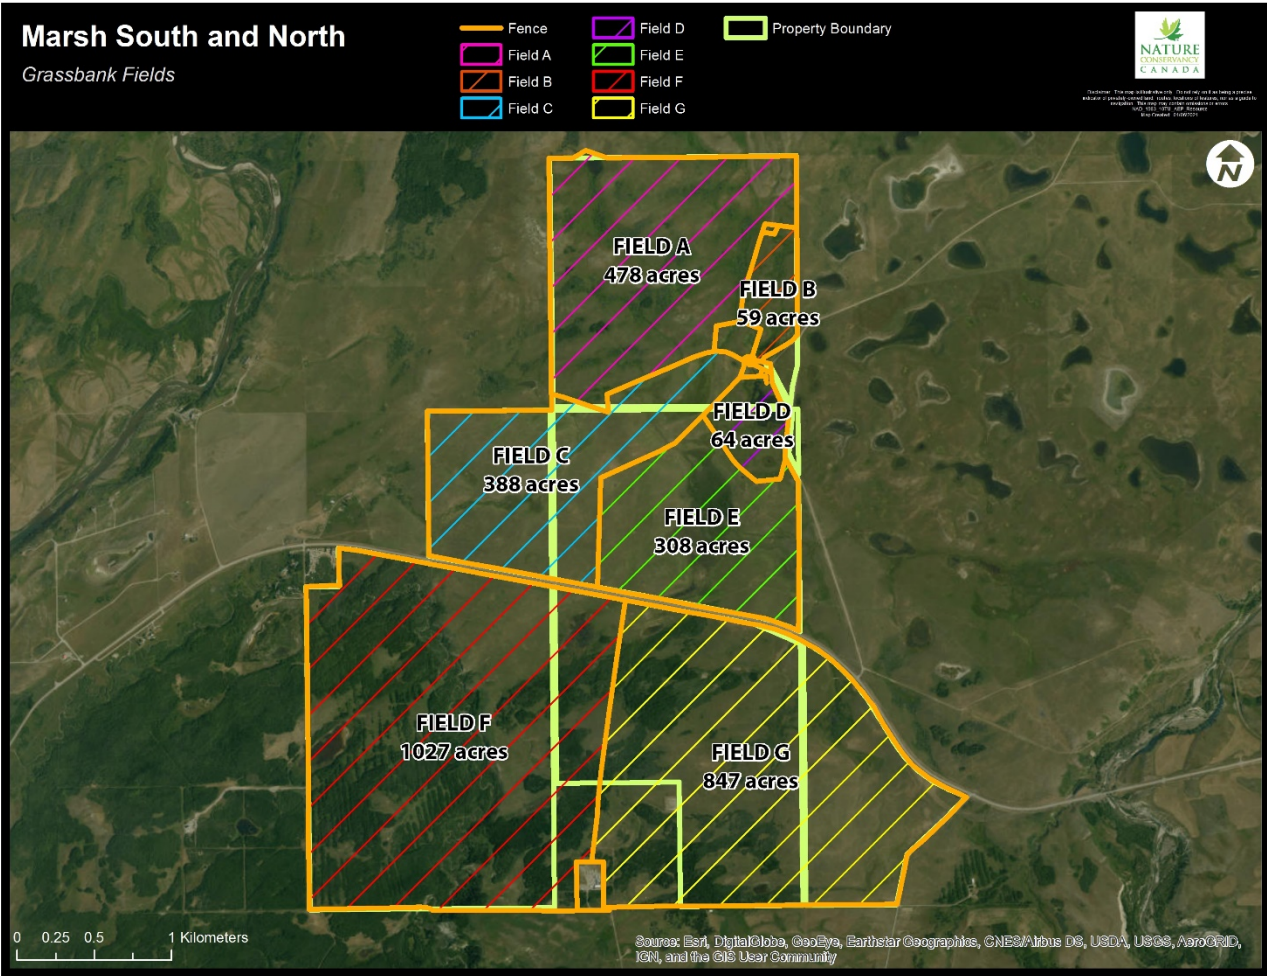 Marsh South and North
Grassbank Fields
Fence
Field A
Field B
Field C
Field D
Field E
Field F
Field G
Property Boundary
NATURE
CONSERVANCY
CANADA
N
FIELD A
478 acres
FIELD B
59 acres
FIELD D
64 acres
FIELD C
388 acres
FIELD E
308 acres
FIELD F
1027 acres
FIELD G
847 acres
0 0.25 0.5 1 Kilometers
Source: Esri, DigitalGlobe, GeoEye, Earthstar Geographics, CNES/Airbus DS, USDA, USGS, AeroGRID,
IGN, and the GIS User Community